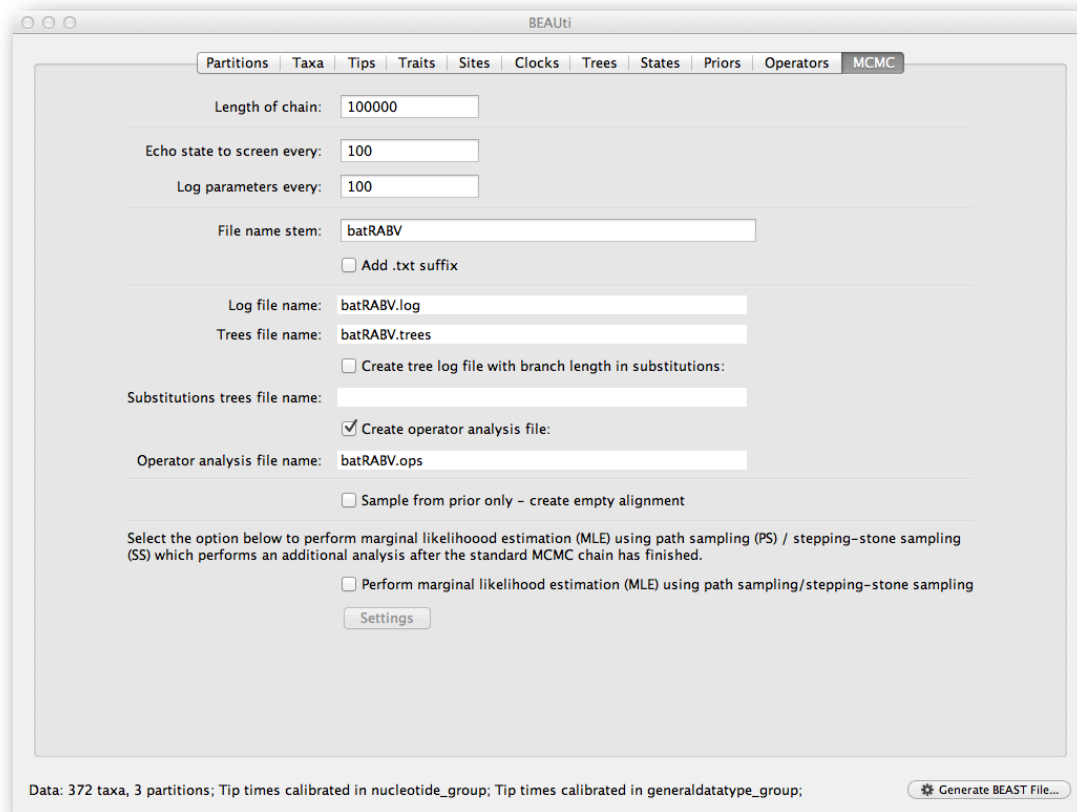 BEAUti
Partitions Taxa Tips Traits Sites Clocks Trees States Priors Operators MCMC
Length of chain: 100000
Echo state to screen every: 100
Log parameters every: 100
File name stem: batRABV
Add .txt suffix
Log file name: batRABV.log
Trees file name: batRABV.trees
Create tree log file with branch length in substitutions:
Substitutions trees file name:
Create operator analysis file:
Operator analysis file name: batRABV.ops
Sample from prior only - create empty alignment
Select the option below to perform marginal likelihoood estimation (MLE) using path sampling (PS) / stepping-stone sampling
(SS) which performs an additional analysis after the standard MCMC chain has finished.
Perform marginal likelihood estimation (MLE) using path sampling/stepping-stone sampling
Settings
Data: 372 taxa, 3 partitions; Tip times calibrated in nucleotide_group; Tip times calibrated in generaldatatype_group; Generate BEAST File...